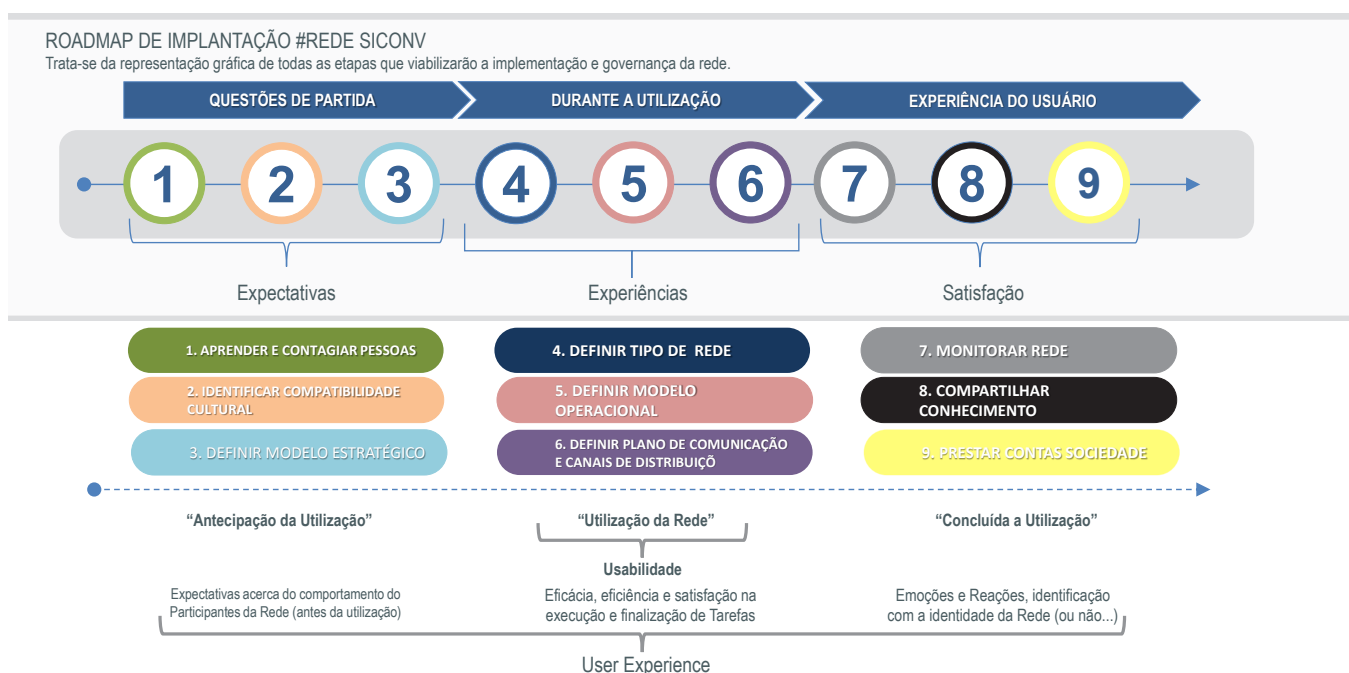 ROADMAP DE IMPLANTAÇÃO #REDE SICONV
Trata-se da representação gráfica de todas as etapas que viabilizarão a implementação e governança da rede.
QUESTÕES DE PARTIDA
DURANTE A UTILIZAÇÃO
EXPERIÊNCIA DO USUÁRIO
1
2
3
4
5
6
7
8
9
Expectativas
Experiências
Satisfação
1. APRENDER E CONTAGIAR PESSOAS
2. IDENTIFICAR COMPATIBILIDADE
CULTURAL
3. DEFINIR MODELO ESTRATÉGICO
4. DEFINIR TIPO DE REDE
5. DEFINIR MODELO
OPERACIONAL
6. DEFINIR PLANO DE COMUNICAÇÃO
E CANAIS DE DISTRIBUIÇÕ
7. MONITORAR REDE
8. COMPARTILHAR
CONHECIMENTO
9. PRESTAR CONTAS SOCIEDADE
“Antecipação da Utilização”
“Utilização da Rede”
“Concluída a Utilização”
Usabilidade
Expectativas acerca do comportamento do
Participantes da Rede (antes da utilização)
Eficácia, eficiência e satisfação na
execução e finalização de Tarefas
Emoções e Reações, identificação
com a identidade da Rede (ou não...)
User Experience